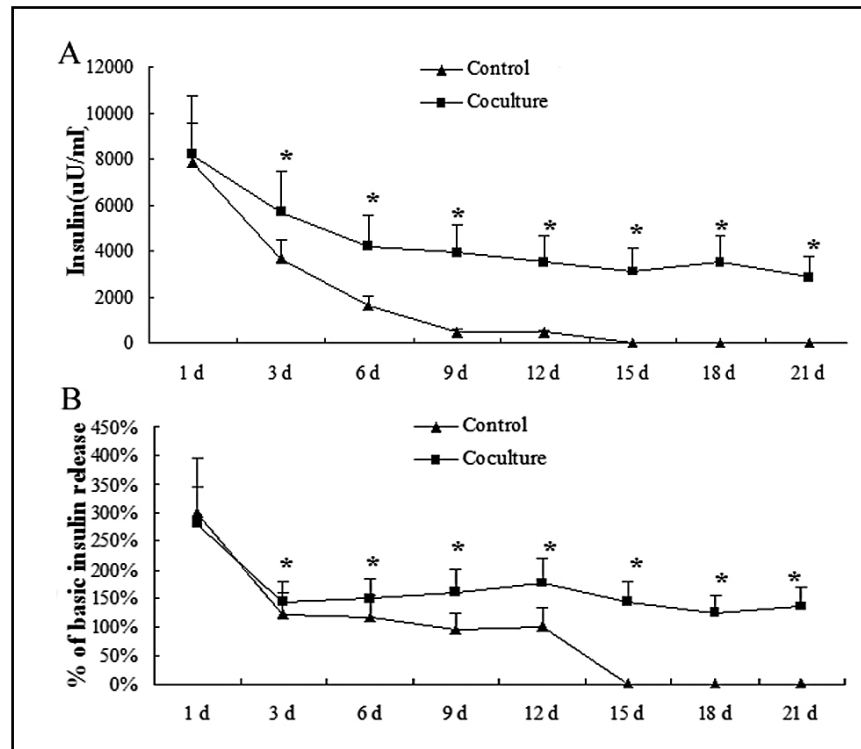 A
12000
10000
8000
6000
4000
2000
0
Insulin(uU/ml)
Control
Coculture
* * * * * * *
1 d 3 d 6 d 9 d 12 d 15 d 18 d 21 d
B
450%
400%
350%
300%
250%
200%
150%
100%
50%
0%
% of basic insulin release
Control
Coculture
* * * * * * *
1 d 3 d 6 d 9 d 12 d 15 d 18 d 21 d